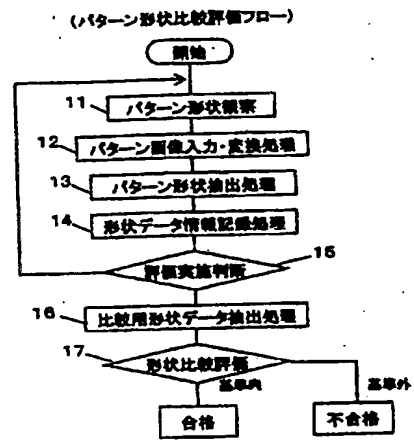 (パターン形状比較評価フロー)
開始
11
パターン形状観察
12
パターン画像入力・変換処理
13
パターン形状抽出処理
14
形状データ情報記録処理
15
評価実施判断
16
比較用形状データ抽出処理
17
形状比較評価
基準内
基準外
合格
不合格